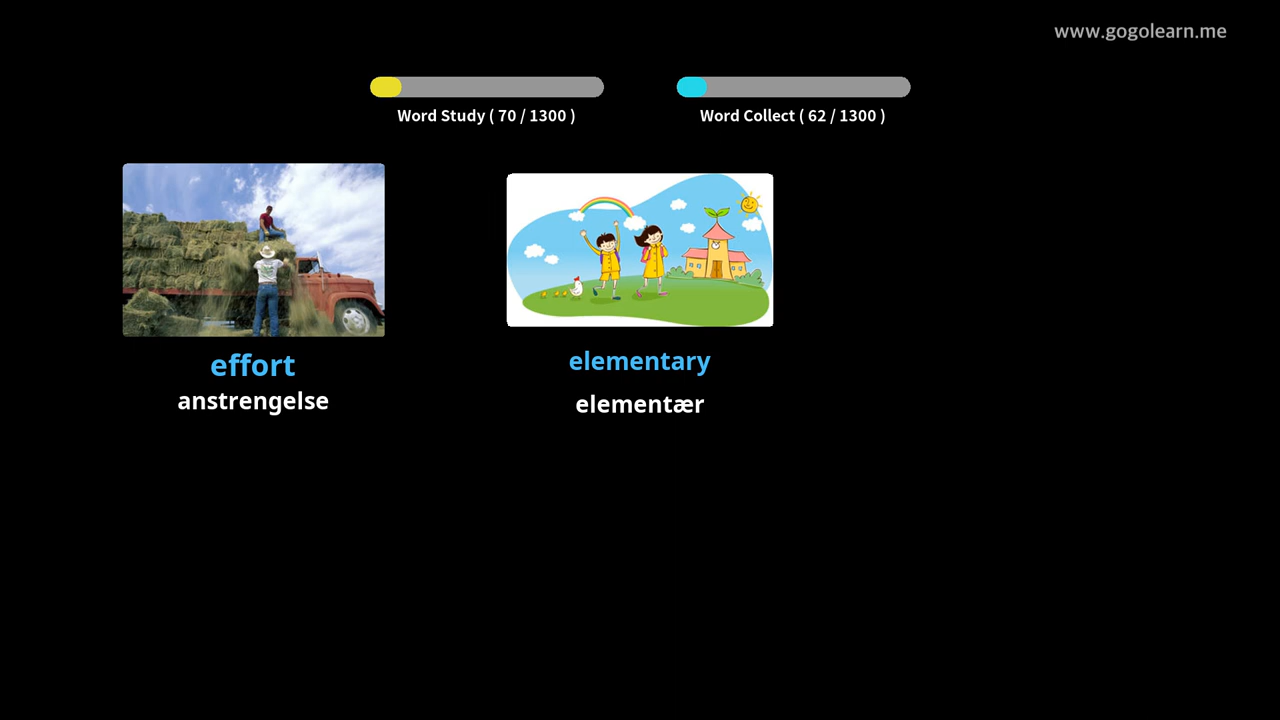 www.gogolearn.me
Word Study ( 70 / 1300 )
Word Collect ( 62 / 1300 )
effort
anstrengelse
elementary
elementær